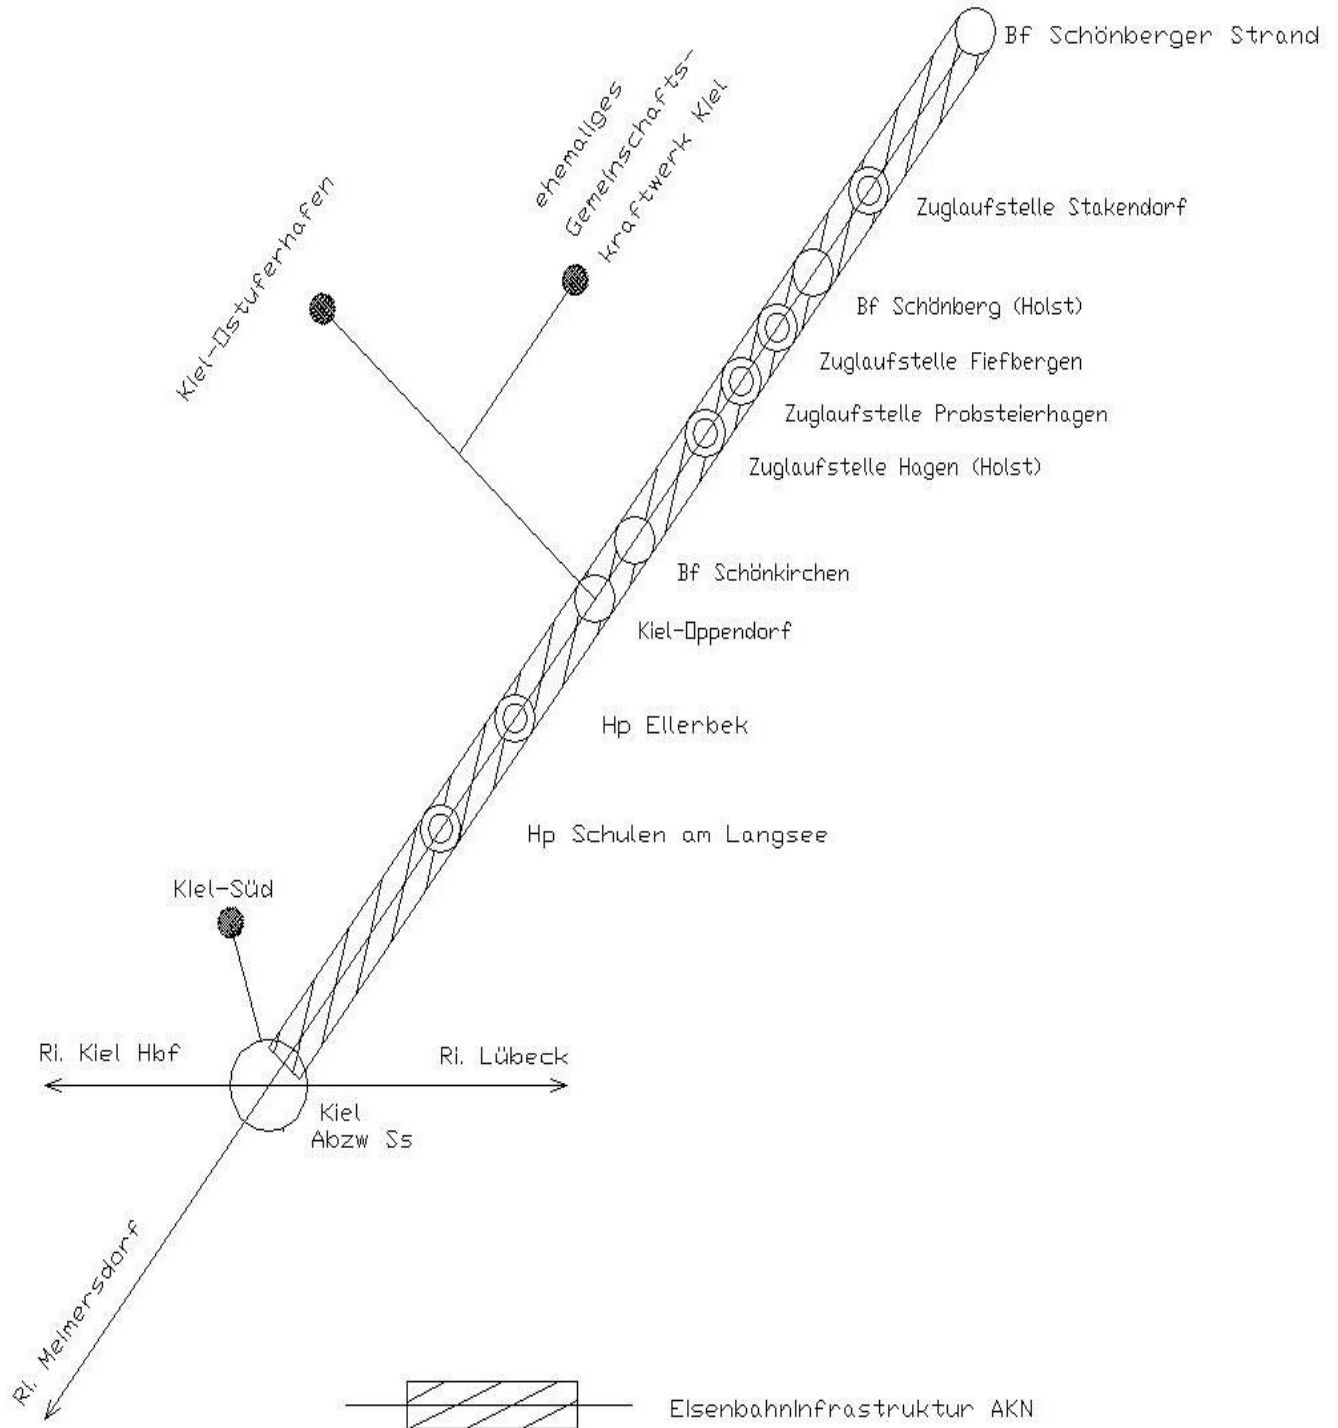 Bf Schönberger Strand
ehemaliges
Gemeinschafts-
kraftwerk Kiel
Kiel-Ostuferhafen
Zuglaufstelle Stakendorf
Bf Schönberg (Holst)
Zuglaufstelle Fiefbergen
Zuglaufstelle Probsteierhagen
Zuglaufstelle Hagen (Holst)
Bf Schönkirchen
Kiel-Oppendorf
Hp Ellerbek
Hp Schulen am Langsee
Kiel-Süd
Ri. Kiel Hbf
Ri. Lübeck
Kiel
Abzw Ss
Ri. Meimersdorf
Eisenbahninfrastruktur AKN